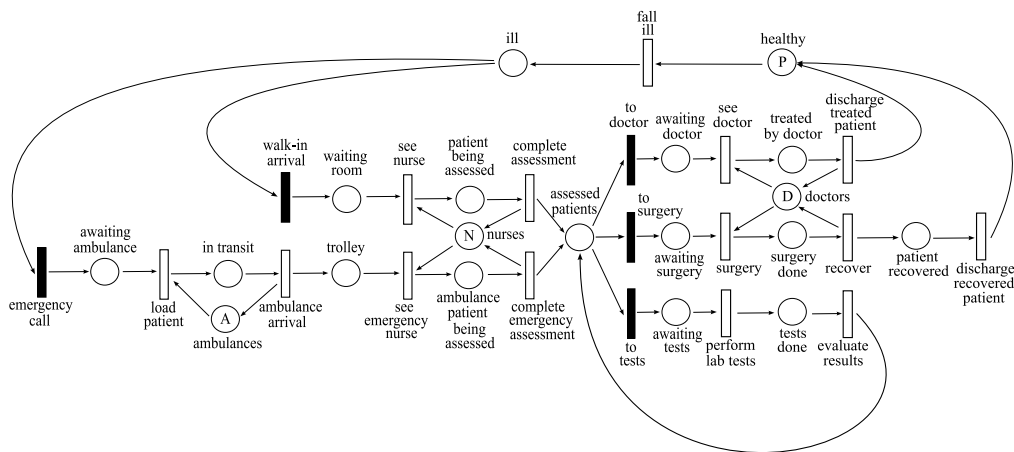 fall
ill
ill
healthy
P
to
doctor
awaiting
doctor
see
doctor
treated
by doctor
discharge
treated
patient
walk-in
arrival
waiting
room
see
nurse
patient
being
assessed
complete
assessment
assessed
patients
D
doctors
to
surgery
N
nurses
awaiting
ambulance
in transit
trolley
awaiting
surgery
surgery
surgery
done
recover
patient
recovered
discharge
recovered
patient
emergency
call
load
patient
A
ambulances
ambulance
arrival
see
emergency
nurse
ambulance
patient
being
assessed
complete
emergency
assessment
to
tests
awaiting
tests
perform
lab tests
tests
done
evaluate
results